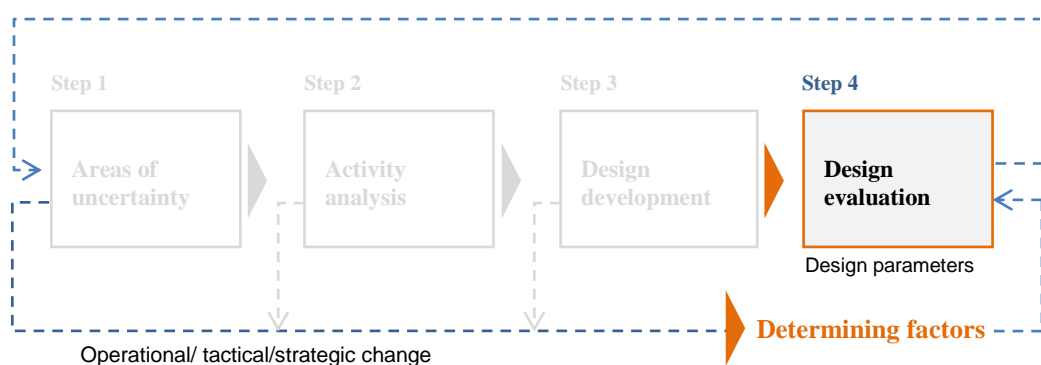 Step 1
Step 2
Step 3
Step 4
Areas of
uncertainty
Activity
analysis
Design
development
Design
evaluation
Design parameters
Determining factors
Operational/ tactical/strategic change